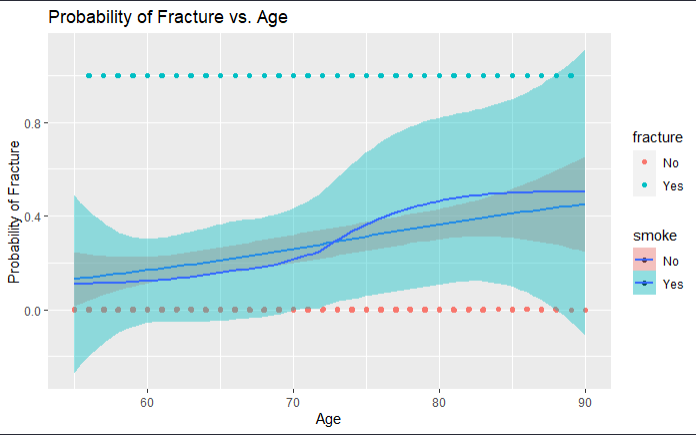 Probability of Fracture vs. Age
Probability of Fracture
0.8
0.4
0.0
60
70
80
90
Age
fracture
No
Yes
smoke
No
Yes